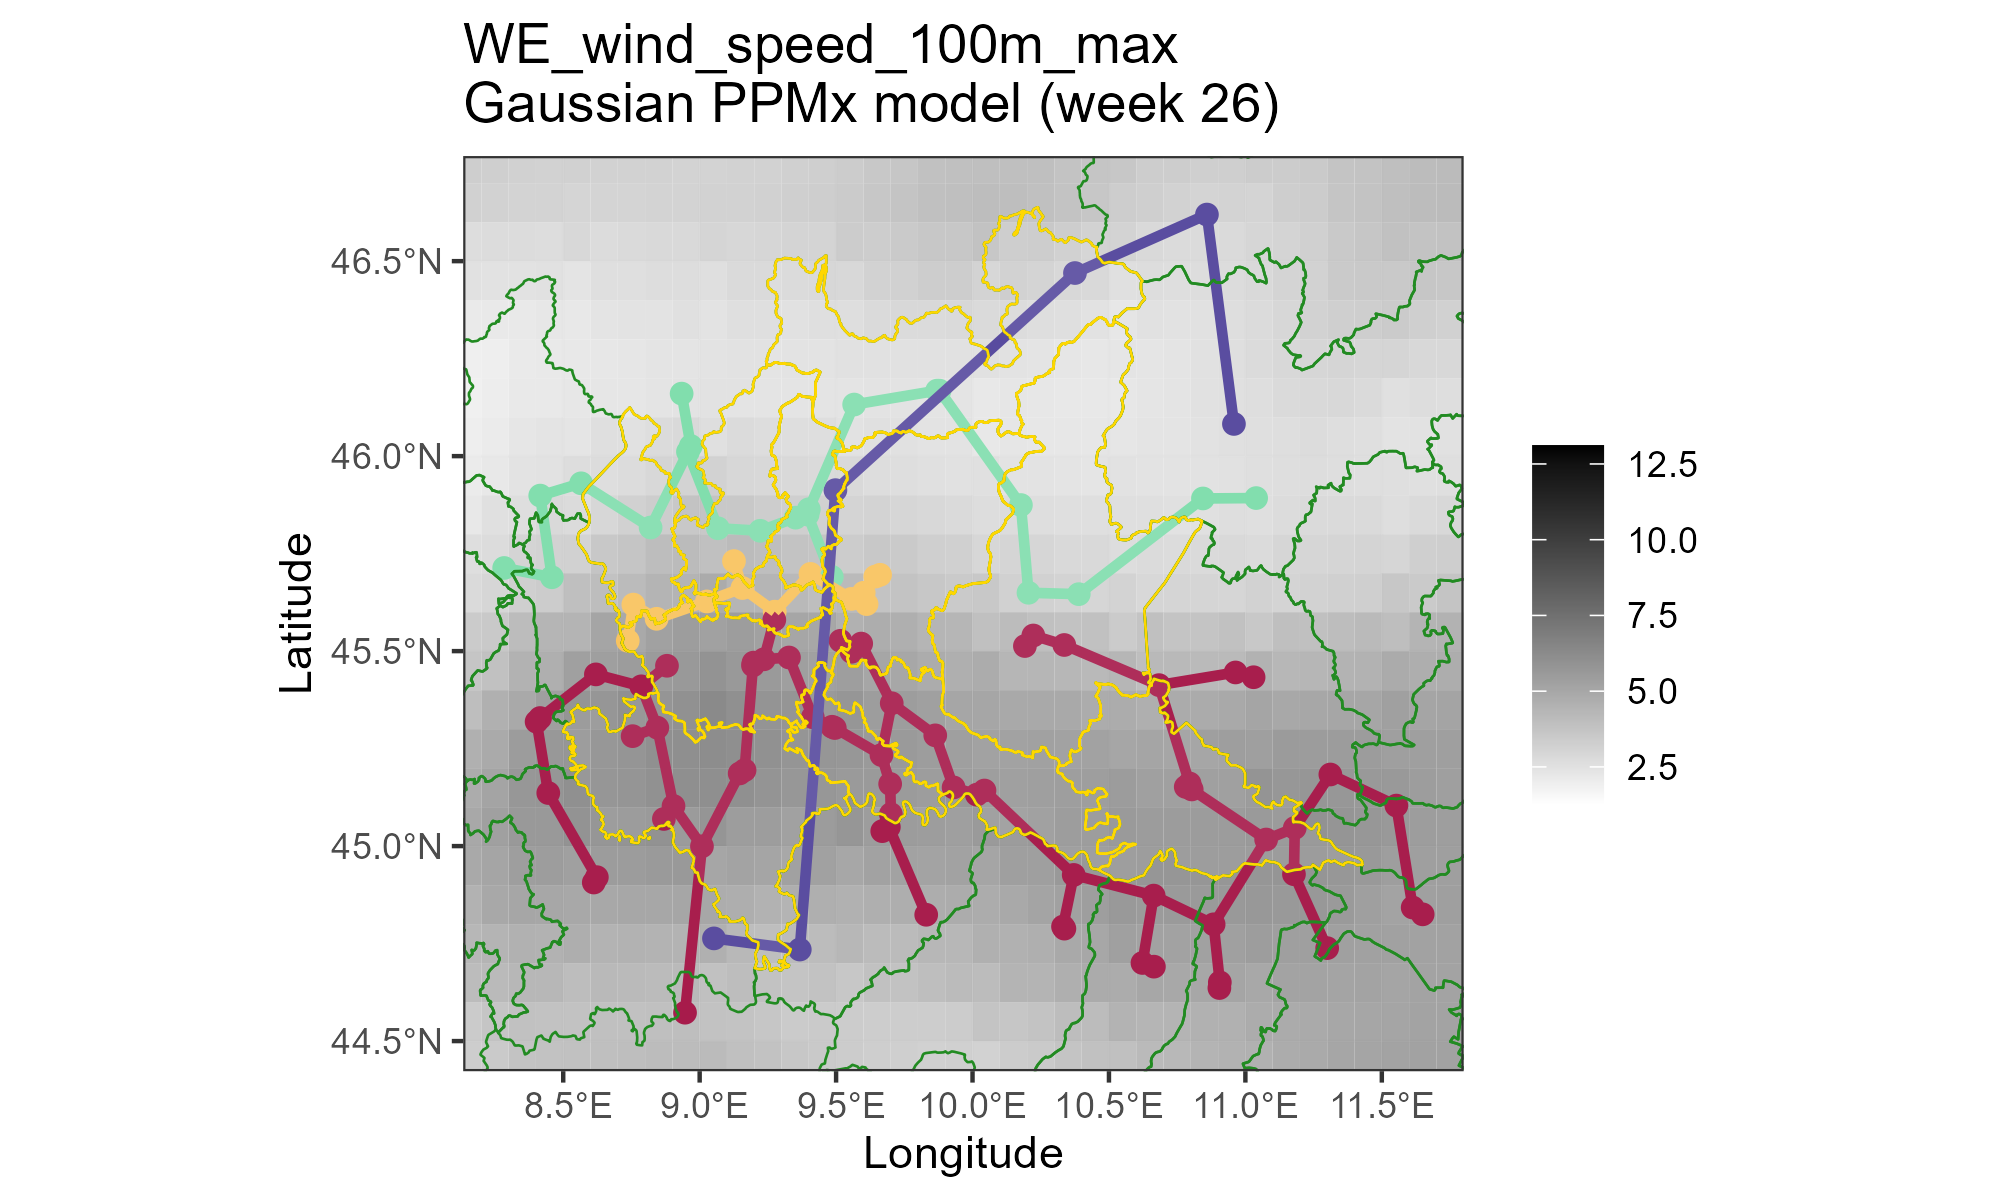 WE_wind_speed_100m_max
Gaussian PPMx model (week 26)
46.5°N
46.0°N
45.5°N
45.0°N
44.5°N
Latitude
8.5°E 9.0°E 9.5°E 10.0°E 10.5°E 11.0°E 11.5°E
Longitude
12.5
10.0
7.5
5.0
2.5